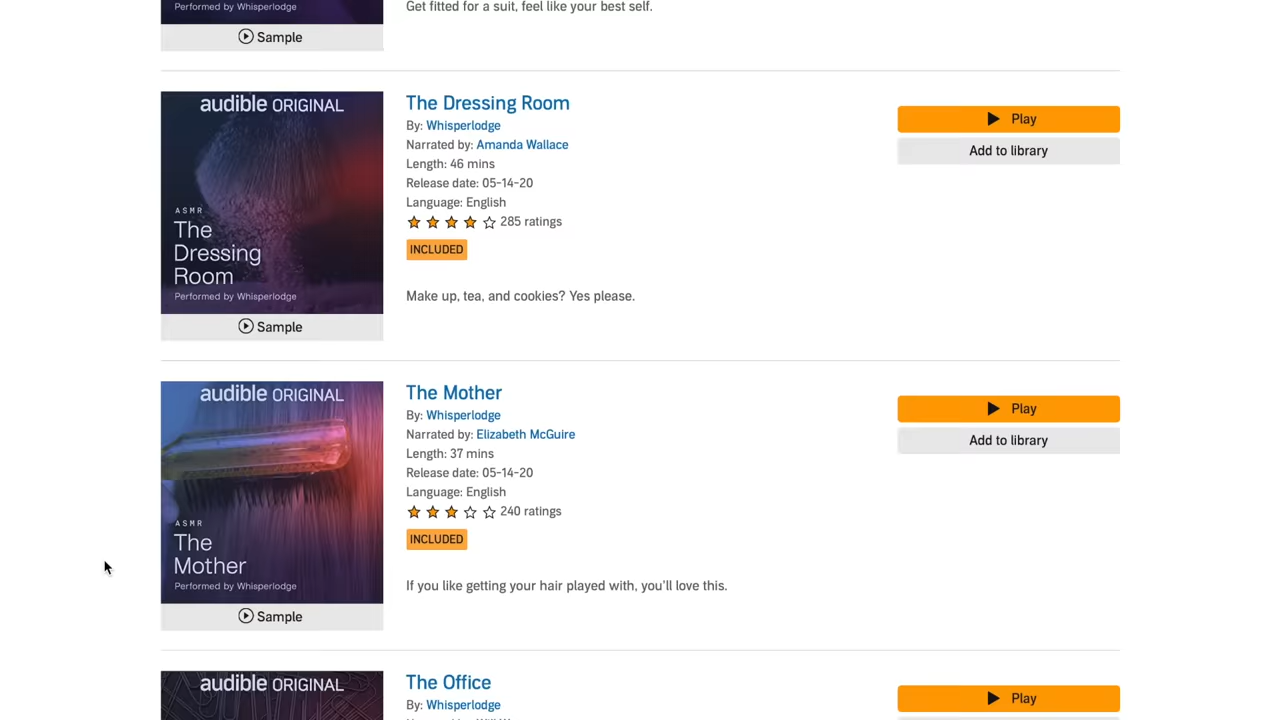 Performed by Whisperlodge
Get fitted for a suit, feel like your best self.
Sample
audible ORIGINAL
ASMR
The
Dressing
Room
Performed by Whisperlodge
Sample
The Dressing Room
By: Whisperlodge
Narrated by: Amanda Wallace
Length: 46 mins
Release date: 05-14-20
Language: English
285 ratings
INCLUDED
Make up, tea, and cookies? Yes please.
Play
Add to library
audible ORIGINAL
ASMR
The
Mother
Performed by Whisperlodge
Sample
The Mother
By: Whisperlodge
Narrated by: Elizabeth McGuire
Length: 37 mins
Release date: 05-14-20
Language: English
240 ratings
INCLUDED
If you like getting your hair played with, you'll love this.
Play
Add to library
audible ORIGINAL
The Office
By: Whisperlodge
Play